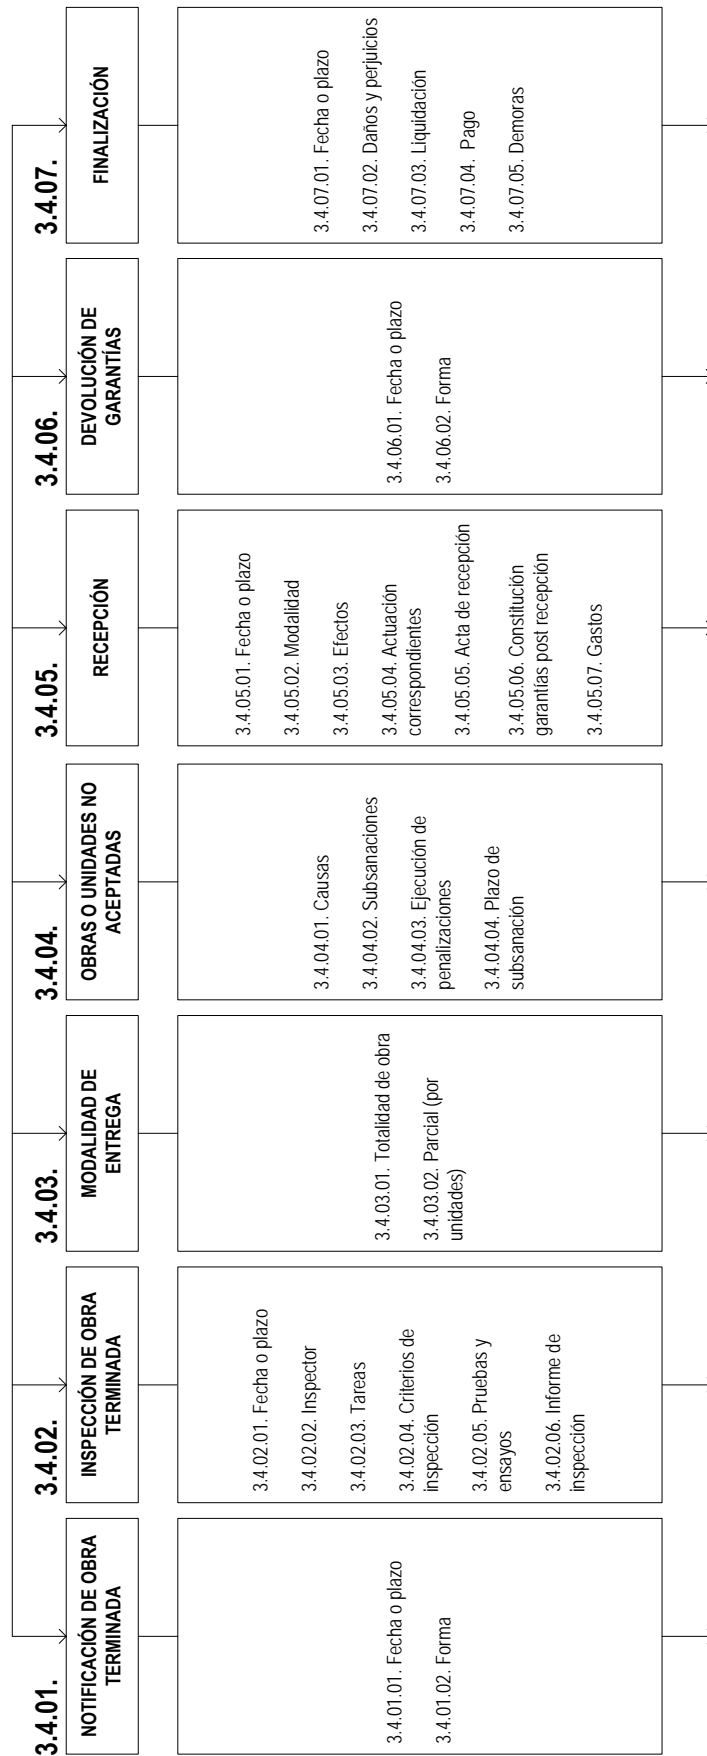 3.4.01.
NOTIFICACIÓN DE OBRA
TERMINADA
3.4.01.01. Fecha o plazo
3.4.01.02. Forma
3.4.02.
INSPECCIÓN DE OBRA
TERMINADA
3.4.02.01. Fecha o plazo
3.4.02.02. Inspector
3.4.02.03. Tareas
3.4.02.04. Criterios de
inspección
3.4.02.05. Pruebas y
ensayos
3.4.02.06. Informe de
inspección
3.4.03.
MODALIDAD DE
ENTREGA
3.4.03.01. Totalidad de obra
3.4.03.02. Parcial (por
unidades)
3.4.04.
OBRAS O UNIDADES NO
ACEPTADAS
3.4.04.01. Causas
3.4.04.02. Subsanaciones
3.4.04.03. Ejecución de
penalizaciones
3.4.04.04. Plazo de
subsanación
3.4.05.
RECEPCIÓN
3.4.05.01. Fecha o plazo
3.4.05.02. Modalidad
3.4.05.03. Efectos
3.4.05.04. Actuación
correspondientes
3.4.05.05. Acta de recepción
3.4.05.06. Constitución
garantías post recepción
3.4.05.07. Gastos
3.4.06.
DEVOLUCIÓN DE
GARANTÍAS
3.4.06.01. Fecha o plazo
3.4.06.02. Forma
3.4.07.
FINALIZACIÓN
3.4.07.01. Fecha o plazo
3.4.07.02. Daños y perjuicios
3.4.07.03. Liquidación
3.4.07.04. Pago
3.4.07.05. Demoras